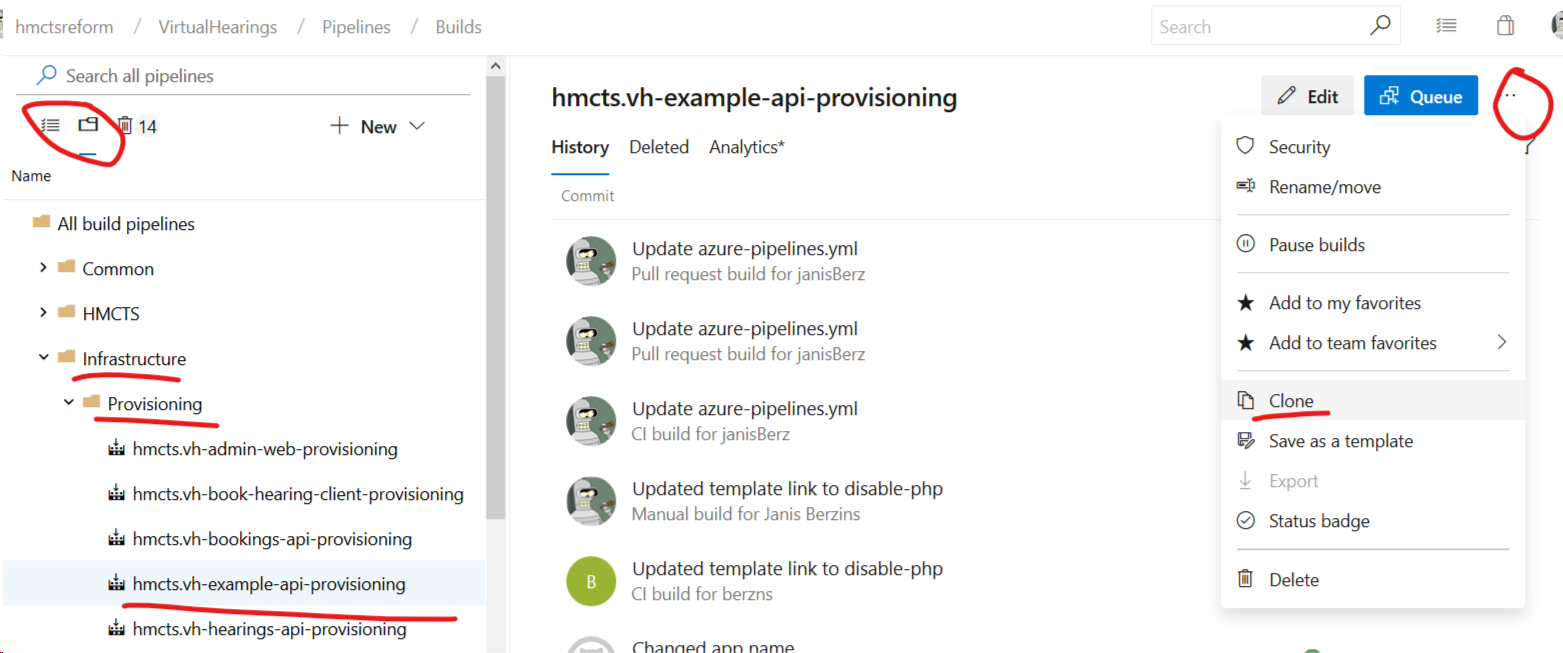 hmctsreform / VirtualHearings / Pipelines / Builds
Search
Search all pipelines
14
New
Name
All build pipelines
Common
HMCTS
Infrastructure
Provisioning
hmcts.vh-admin-web-provisioning
hmcts.vh-book-hearing-client-provisioning
hmcts.vh-bookings-api-provisioning
hmcts.vh-example-api-provisioning
hmcts.vh-hearings-api-provisioning
hmcts.vh-example-api-provisioning
Edit
Queue
History Deleted Analytics*
Commit
Update azure-pipelines.yml
Pull request build for janisBerz
Update azure-pipelines.yml
Pull request build for janisBerz
Update azure-pipelines.yml
CI build for janisBerz
Updated template link to disable-php
Manual build for Janis Berzins
B
Updated template link to disable-php
CI build for berzns
Changed app name
Security
Rename/move
Pause builds
Add to my favorites
Add to team favorites
Clone
Save as a template
Export
Status badge
Delete